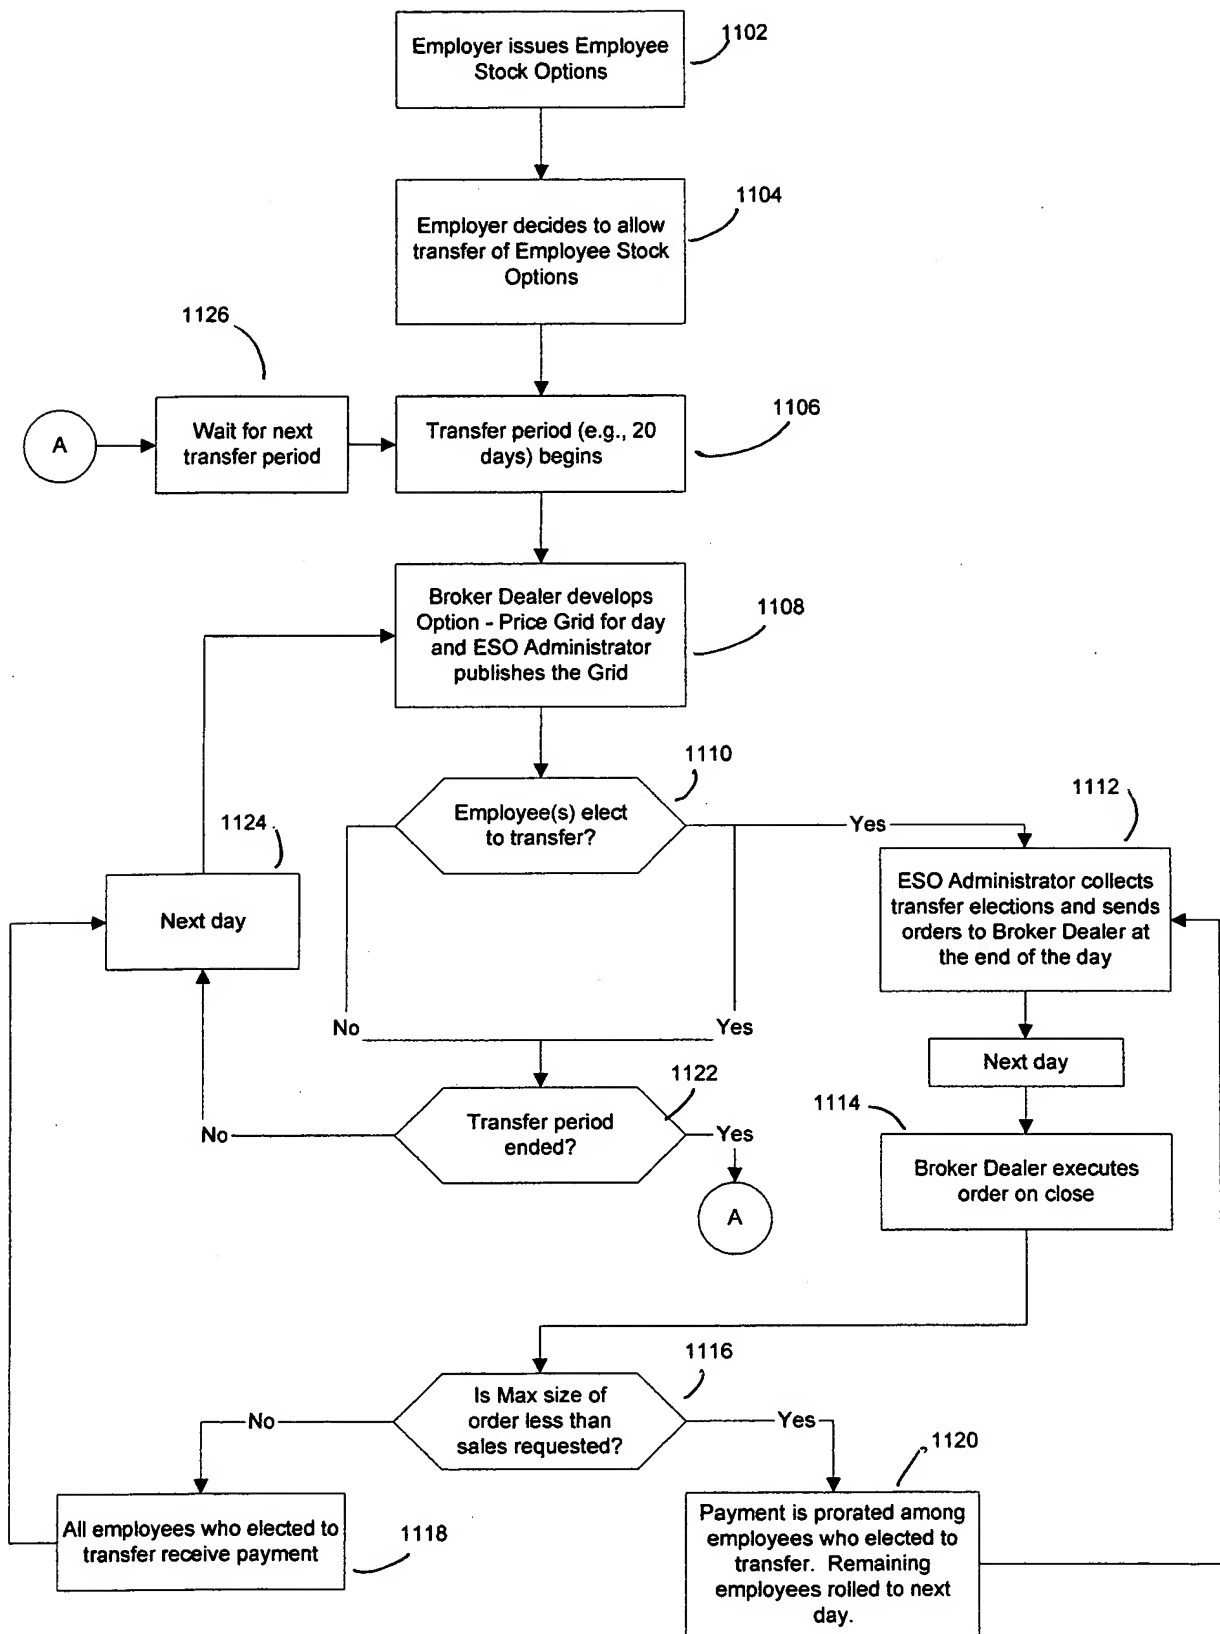 Employer issues Employee
Stock Options
1102
Employer decides to allow
transfer of Employee Stock
Options
1104
1126
A
Wait for next
transfer period
Transfer period (e.g., 20
days) begins
1106
Broker Dealer develops
Option - Price Grid for day
and ESO Administrator
publishes the Grid
1108
1110
Employee(s) elect
to transfer?
Yes
1112
1124
Next day
ESO Administrator collects
transfer elections and sends
orders to Broker Dealer at
the end of the day
No
Yes
Next day
1122
Transfer period
ended?
No
Yes
A
1114
Broker Dealer executes
order on close
1116
Is Max size of
order less than
sales requested?
No
Yes
1120
All employees who elected to
transfer receive payment
1118
Payment is prorated among
employees who elected to
transfer. Remaining
employees rolled to next
day.